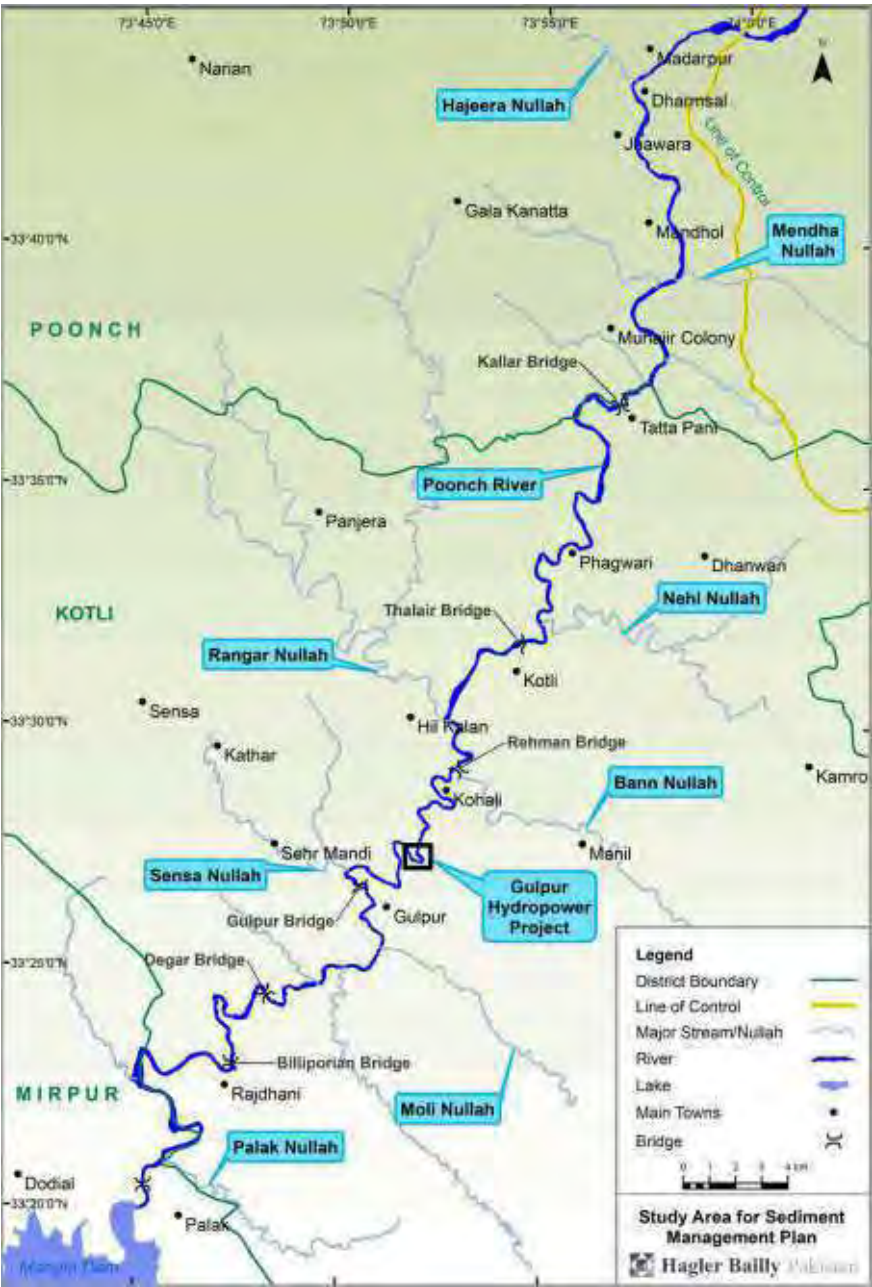 73°45'0"E
73°50'0"E
73°55'0"E
74°0'0"E
N
Narian
Madarpur
Hajeera Nullah
Dharmsal
Jhawara
Line of Control
Gala Kanatta
Mandhol
Mendha
Nullah
33°40'0"N
POONCH
Muhajir Colony
Kallar Bridge
Tatta Pani
33°35'0"N
Poonch River
Panjera
Phagwari
Dhanwan
Nehl Nullah
KOTLI
Thalair Bridge
Rangar Nullah
Kotli
Sensa
33°30'0"N
Hil Kalan
Rehman Bridge
Kathar
Kamro
Bann Nullah
Kohali
Sehr Mandi
Manil
Sensa Nullah
Gulpur
Hydropower
Project
Gulpur Bridge
Gulpur
33°25'0"N
Degar Bridge
Billiporian Bridge
MIRPUR
Rajdhani
Moli Nullah
Palak Nullah
Dodial
33°20'0"N
Palak
Mangla Dam
Legend
District Boundary
Line of Control
Major Stream/Nullah
River
Lake
Main Towns
Bridge
0 1 2 3 4 km
Study Area for Sediment
Management Plan
Hagler Bailly Pakistan